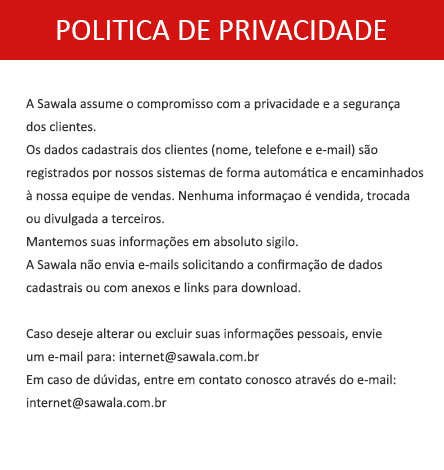 POLITICA DE PRIVACIDADE
A Sawala assume o compromisso com a privacidade e a segurança
dos clientes.
Os dados cadastrais dos clientes (nome, telefone e e-mail) são
registrados por nossos sistemas de forma automática e encaminhados
à nossa equipe de vendas. Nenhuma informaçao é vendida, trocada
ou divulgada a terceiros.
Mantemos suas informações em absoluto sigilo.
A Sawala não envia e-mails solicitando a confirmação de dados
cadastrais ou com anexos e links para download.
Caso deseje alterar ou excluir suas informações pessoais, envie
um e-mail para: internet@sawala.com.br
Em caso de dúvidas, entre em contato conosco através do e-mail:
internet@sawala.com.br